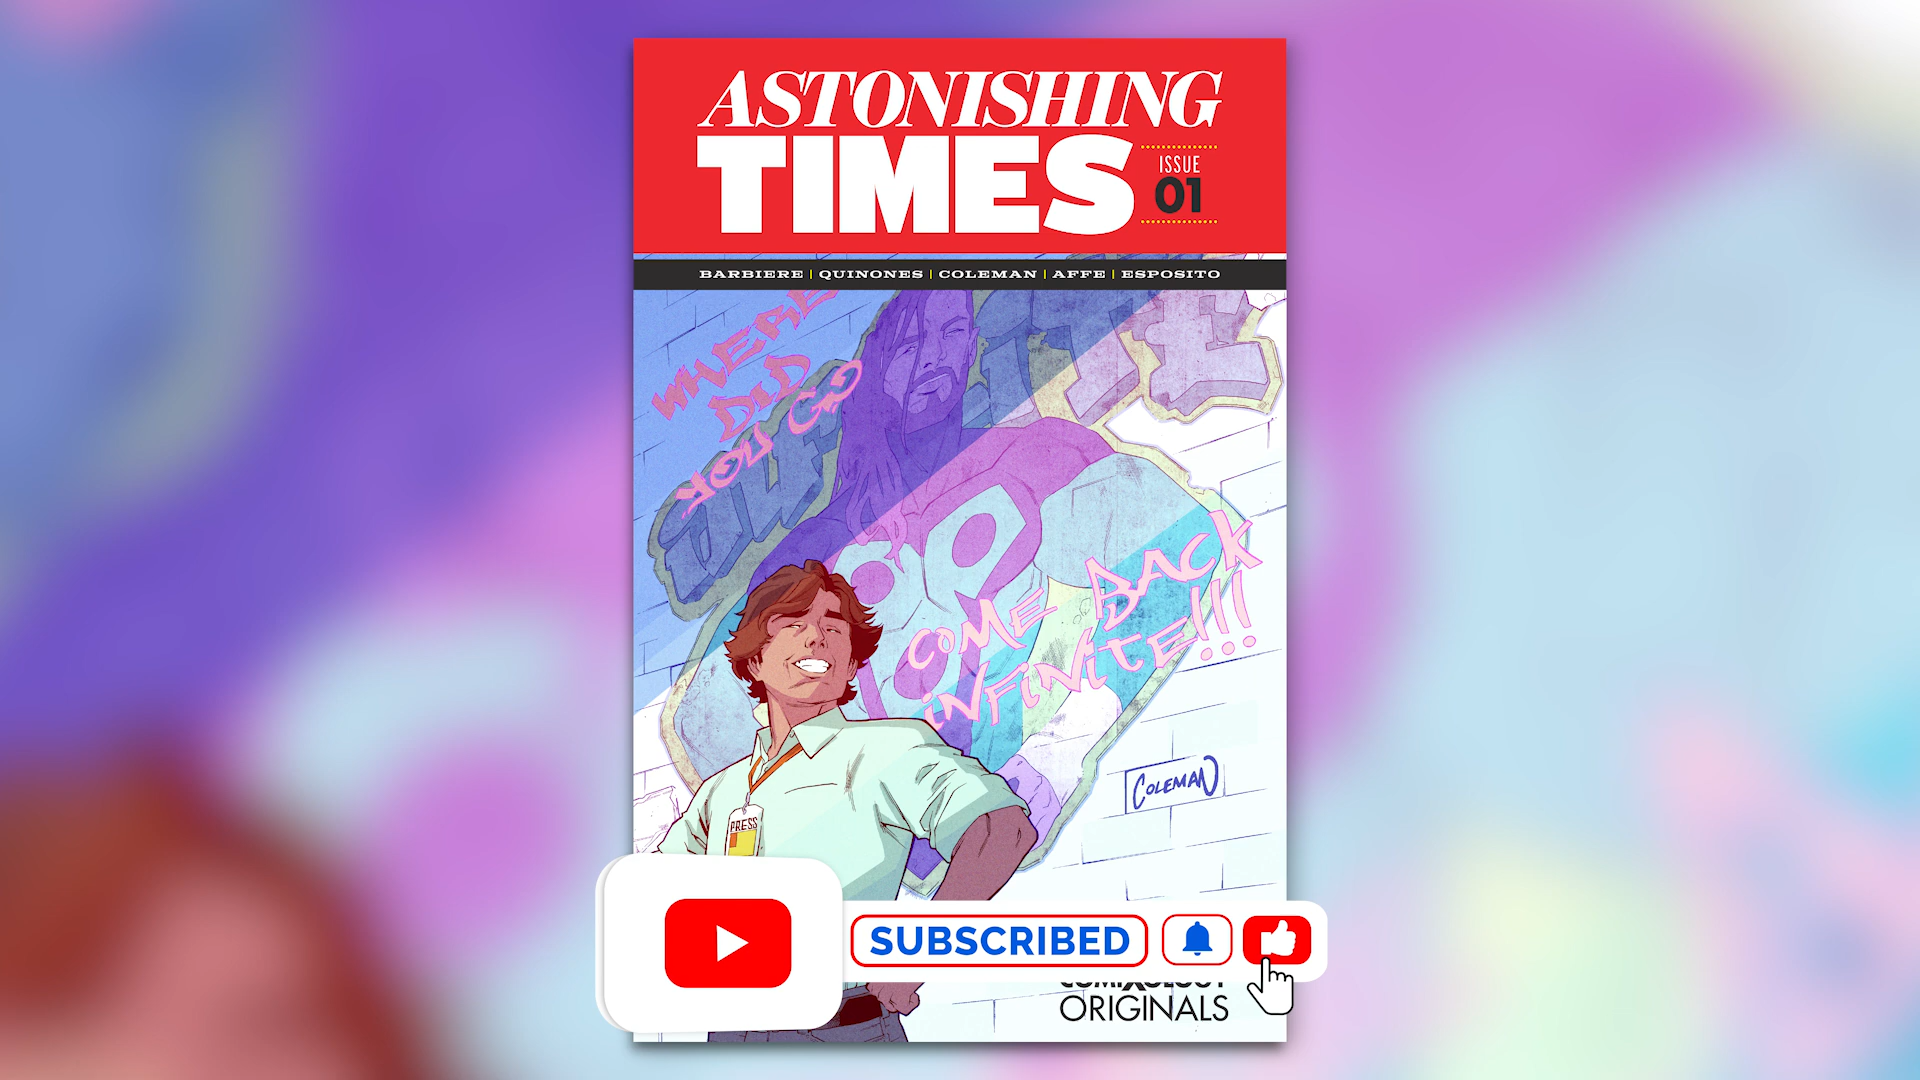 ASTONISHING
TIMES
ISSUE
01
BARBIERE | QUINONES | COLEMAN | AFFE | ESPOSITO
WHERE
DID
YOU GO
COME BACK
INFINITE!!!
COLEMAN
PRESS
SUBSCRIBED
COMIXOLOGY
ORIGINALS